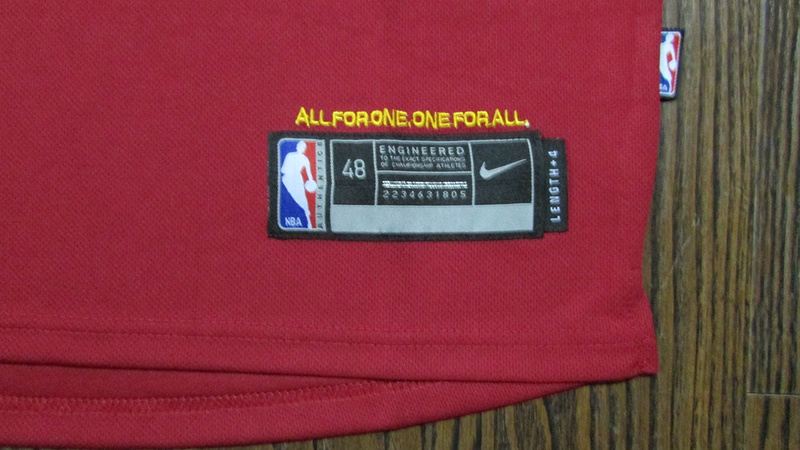 ALL FOR ONE. ONE FOR ALL.
NBA
AUTHENTICS
48
ENGINEERED
TO THE EXACT SPECIFICATIONS
OF CHAMPIONSHIP ATHLETES
2234631805
LENGTH+4